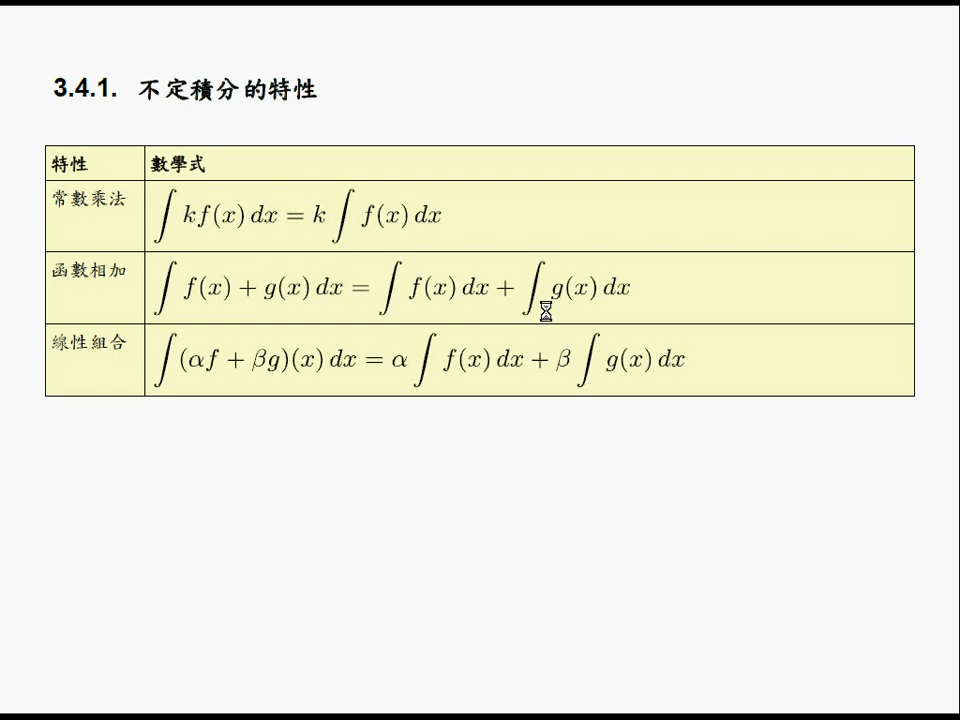 3.4.1. 不定積分的特性
特性 數學式
常數乘法 ∫ kf(x) dx = k ∫ f(x) dx
函數相加 ∫ f(x) + g(x) dx = ∫ f(x) dx + ∫ g(x) dx
線性組合 ∫ (αf + βg)(x) dx = α ∫ f(x) dx + β ∫ g(x) dx